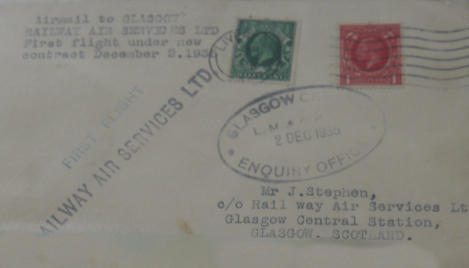 Airmail to GLASGOW
RAILWAY AIR SERVICES LTD
First flight under new
contract December 2.193
FIRST FLIGHT
AILWAY AIR SERVICES LTD.
LIV
GLASGOW
L. M.
2 DEC 1935
ENQUIRY OFFICE
Mr J.Stephen,
c/o Rail way Air Services Lt
Glasgow Central Station,
GLASGOW. SCOTLAND.